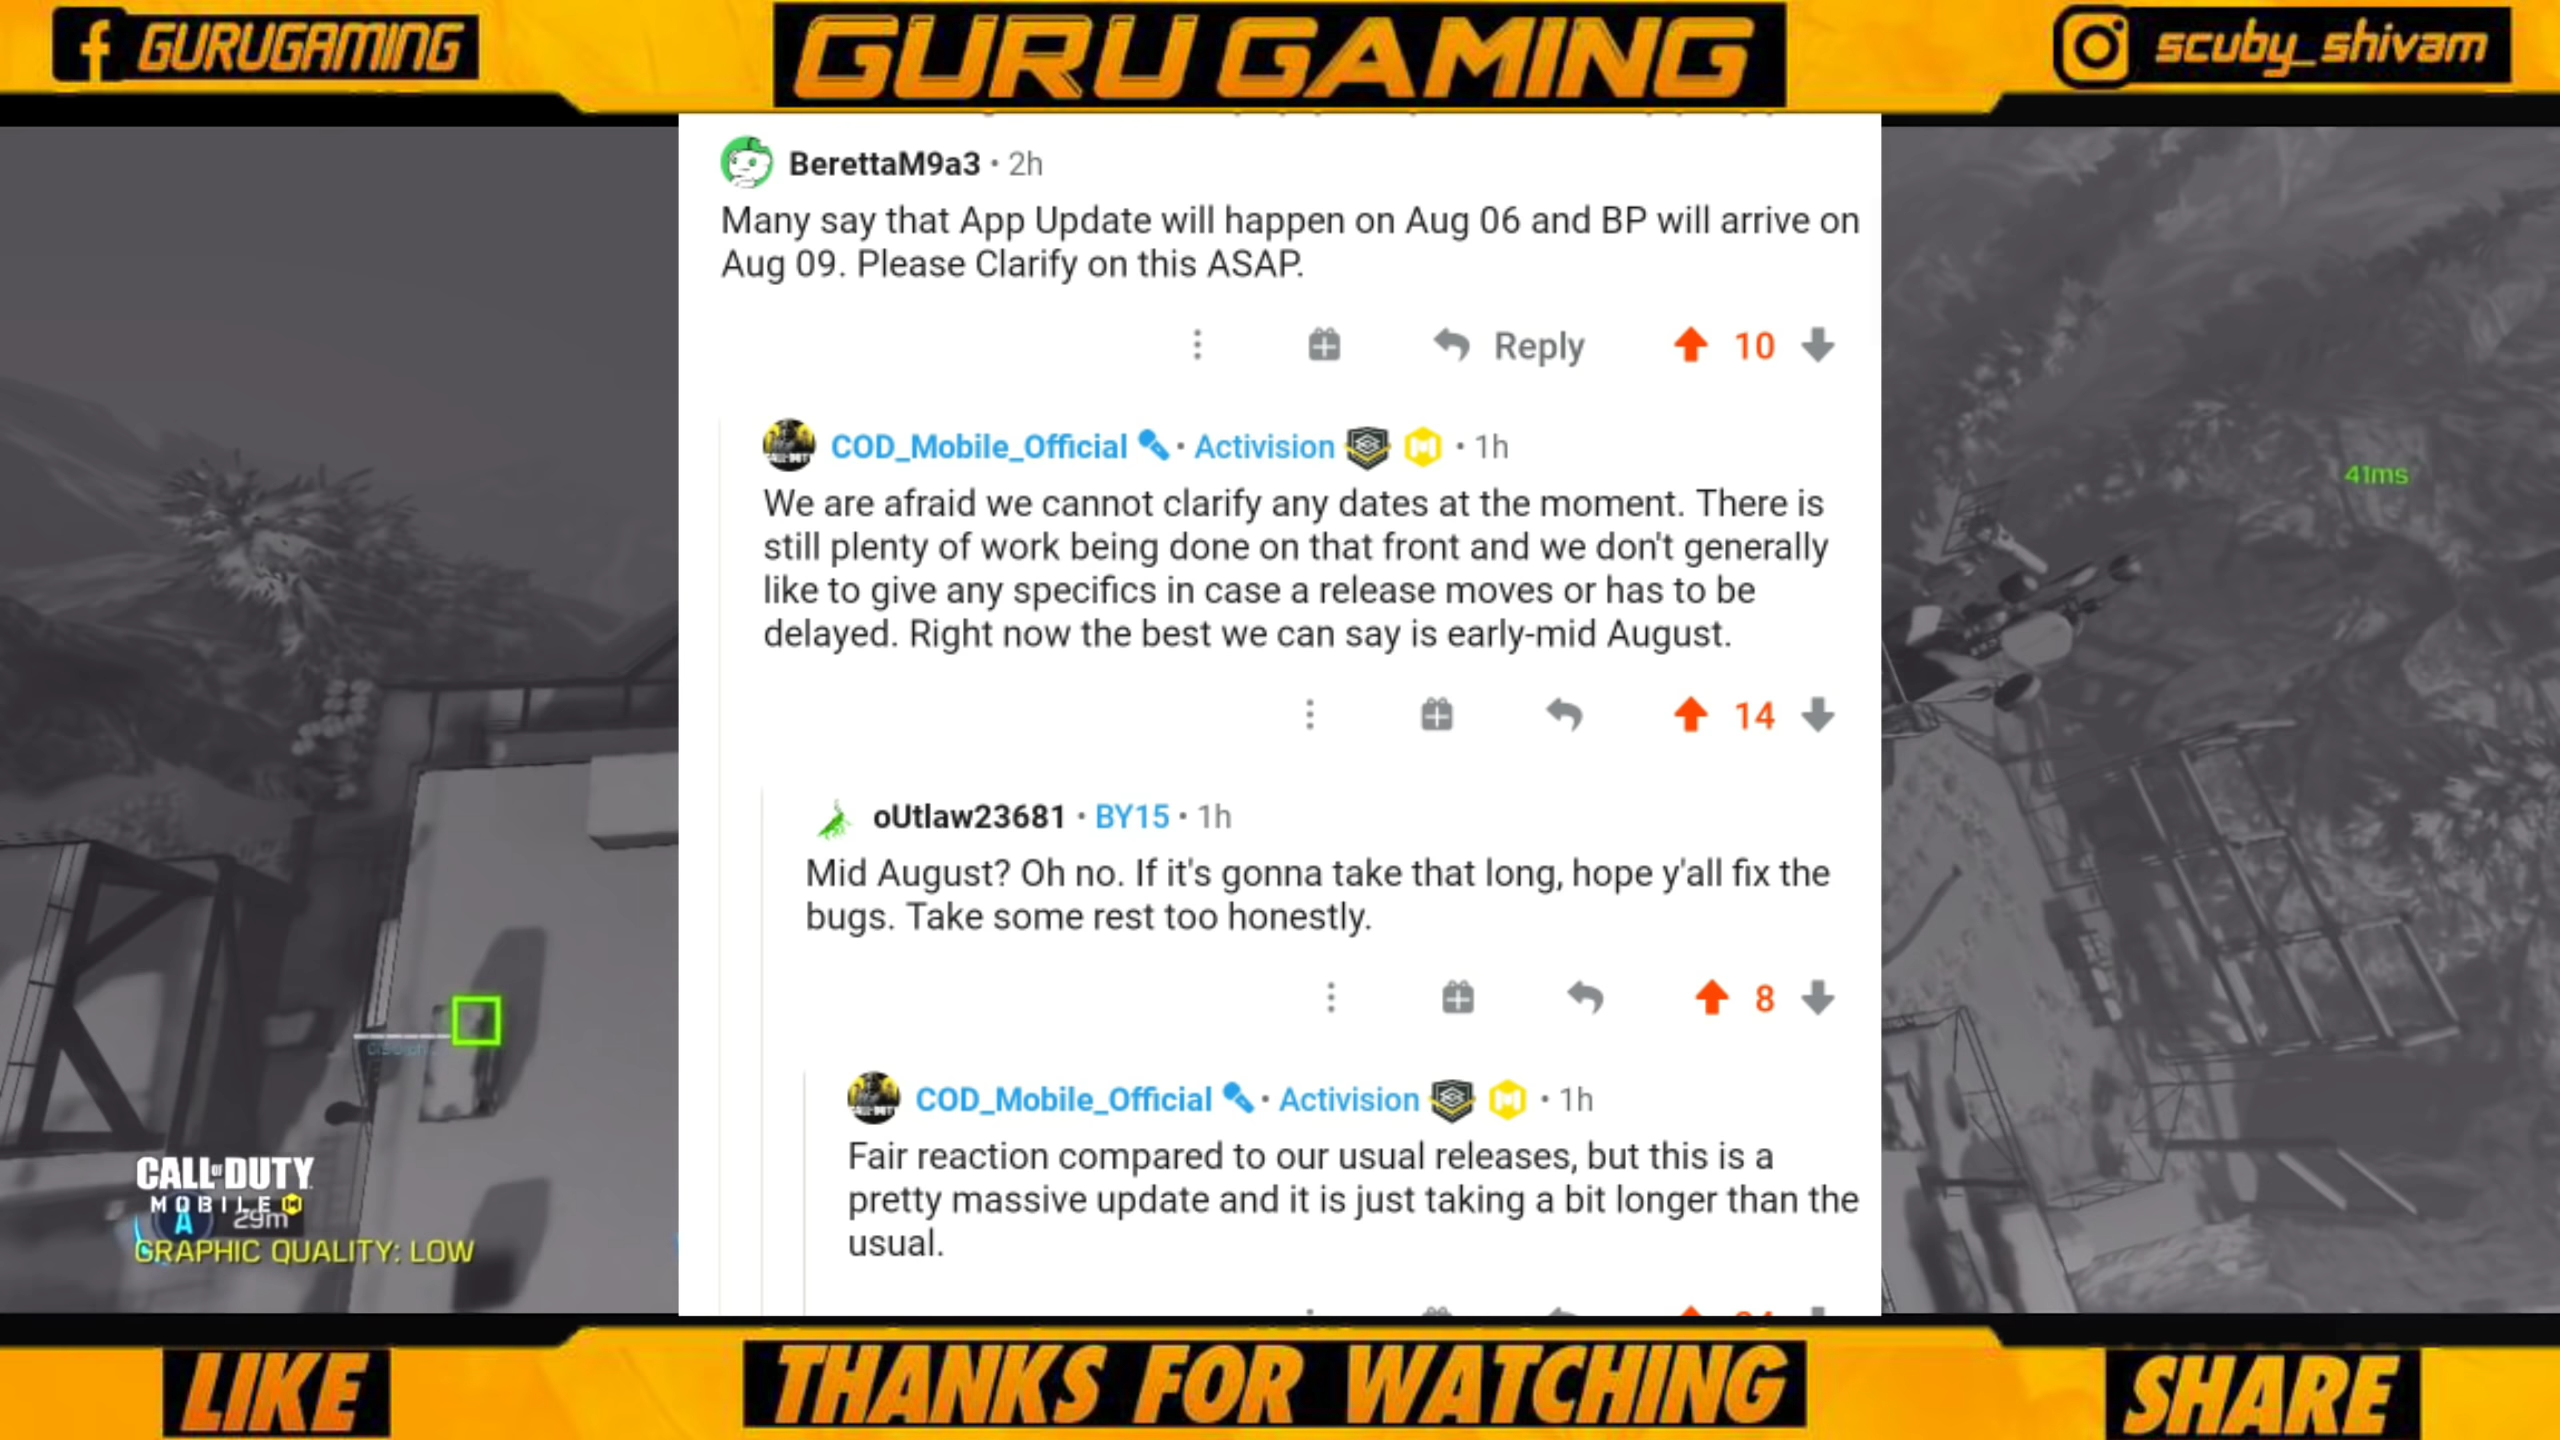 GURUGAMING
GURU GAMING
scuby_shivam
BerettaM9a3 • 2h
Many say that App Update will happen on Aug 06 and BP will arrive on
Aug 09. Please Clarify on this ASAP.
Reply 10
COD_Mobile_Official • Activision • 1h
We are afraid we cannot clarify any dates at the moment. There is
still plenty of work being done on that front and we don't generally
like to give any specifics in case a release moves or has to be
delayed. Right now the best we can say is early-mid August.
14
oUtlaw23681 • BY15 • 1h
Mid August? Oh no. If it's gonna take that long, hope y'all fix the
bugs. Take some rest too honestly.
8
COD_Mobile_Official • Activision • 1h
Fair reaction compared to our usual releases, but this is a
pretty massive update and it is just taking a bit longer than the
usual.
41ms
CALL OF DUTY
MOBILE
A 29m
GRAPHIC QUALITY: LOW
LIKE
THANKS FOR WATCHING
SHARE